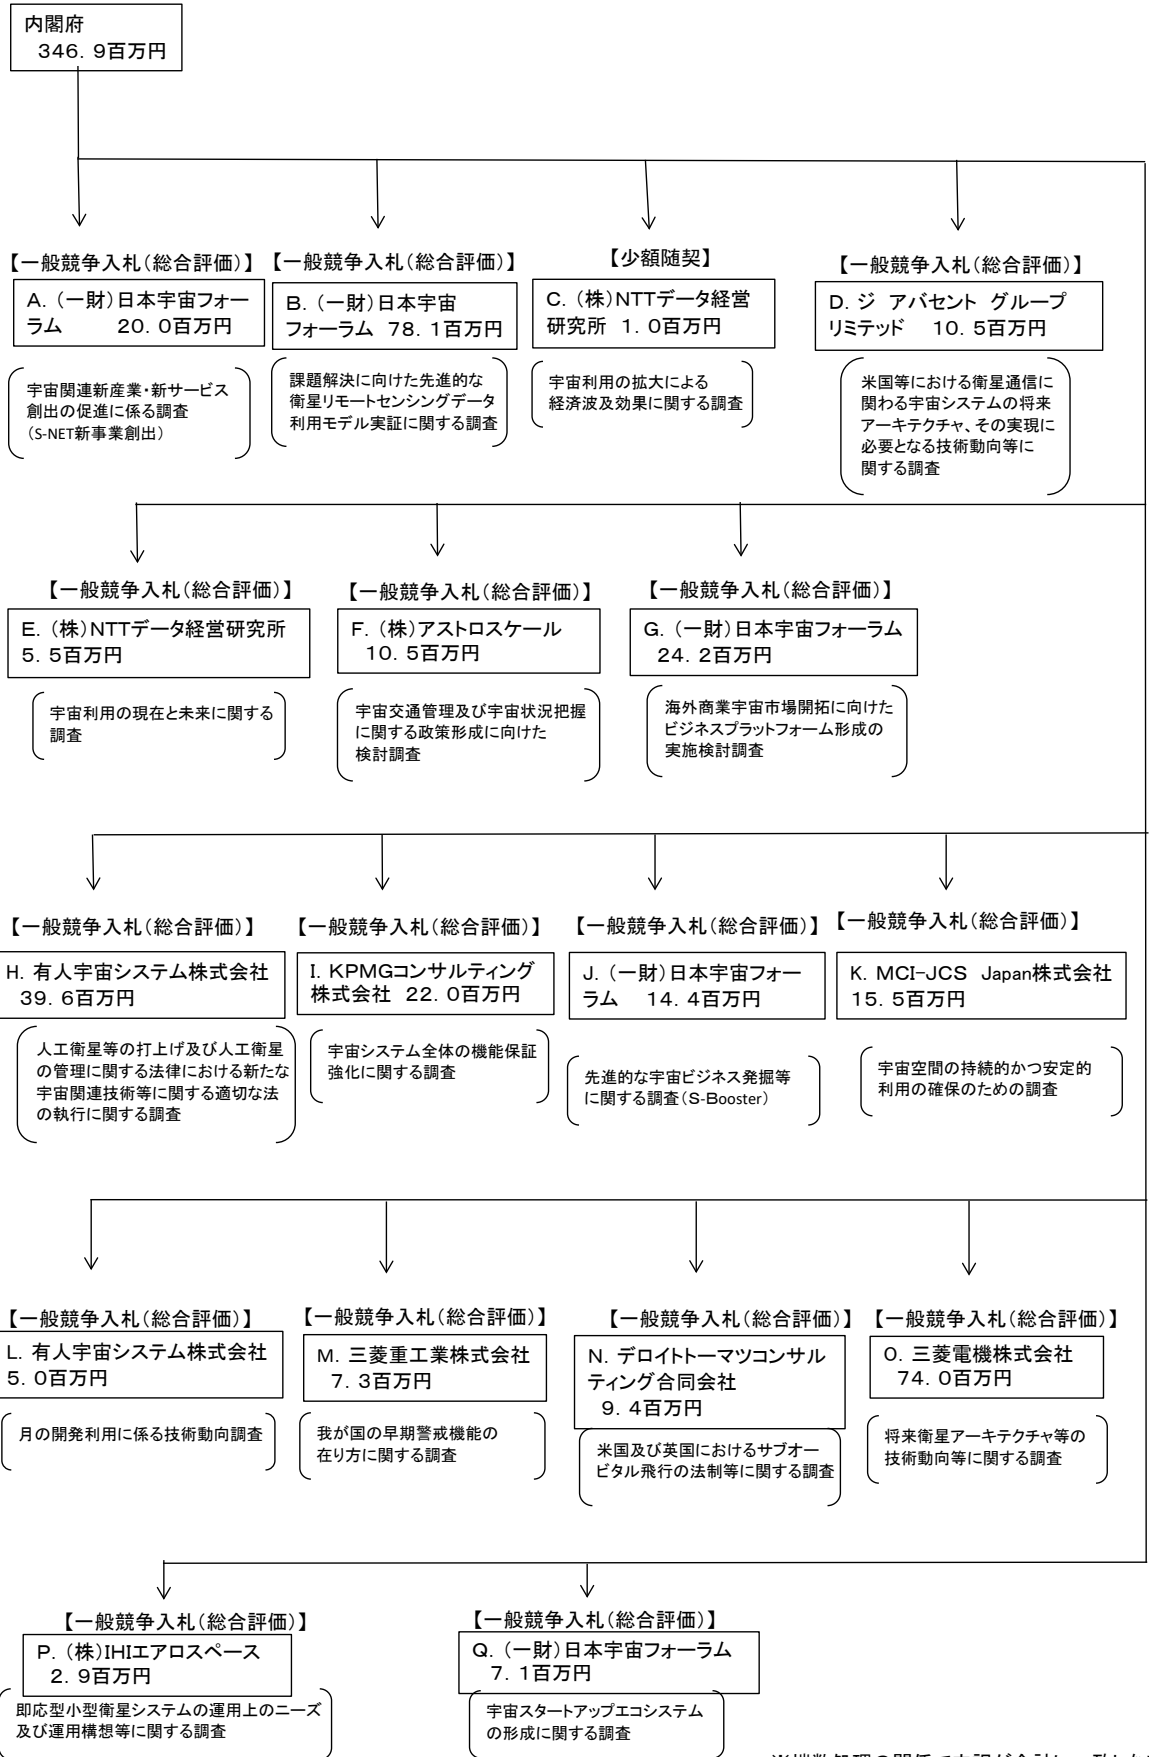 内閣府
346．9百万円
【一般競争入札（総合評価）】
A．（一財）日本宇宙フォー
ラム　　20．0百万円
宇宙関連新産業・新サービス
創出の促進に係る調査
（S-NET新事業創出）
【一般競争入札（総合評価）】
B．（一財）日本宇宙
フォーラム　78．1百万円
課題解決に向けた先進的な
衛星リモートセンシングデータ
利用モデル実証に関する調査
【少額随契】
C．（株）NTTデータ経営
研究所　1．0百万円
宇宙利用の拡大による
経済波及効果に関する調査
【一般競争入札（総合評価）】
D．ジ　アバセント　グループ
リミテッド　10．5百万円
米国等における衛星通信に
関わる宇宙システムの将来
アーキテクチャ、その実現に
必要となる技術動向等に
関する調査
【一般競争入札（総合評価）】
E．（株）NTTデータ経営研究所
5．5百万円
宇宙利用の現在と未来に関する
調査
【一般競争入札（総合評価）】
F．（株）アストロスケール
10．5百万円
宇宙交通管理及び宇宙状況把握
に関する政策形成に向けた
検討調査
【一般競争入札（総合評価）】
G．（一財）日本宇宙フォーラム
24．2百万円
海外商業宇宙市場開拓に向けた
ビジネスプラットフォーム形成の
実施検討調査
【一般競争入札（総合評価）】
H．有人宇宙システム株式会社
39．6百万円
人工衛星等の打上げ及び人工衛星
の管理に関する法律における新たな
宇宙関連技術等に関する適切な法
の執行に関する調査
【一般競争入札（総合評価）】
I．KPMGコンサルティング
株式会社　22．0百万円
宇宙システム全体の機能保証
強化に関する調査
【一般競争入札（総合評価）】
J．（一財）日本宇宙フォー
ラム　14．4百万円
先進的な宇宙ビジネス発掘等
に関する調査（S-Booster）
【一般競争入札（総合評価）】
K．MCI-JCS　Japan株式会社
15．5百万円
宇宙空間の持続的かつ安定的
利用の確保のための調査
【一般競争入札（総合評価）】
L．有人宇宙システム株式会社
5．0百万円
月の開発利用に係る技術動向調査
【一般競争入札（総合評価）】
M．三菱重工業株式会社
7．3百万円
我が国の早期警戒機能の
在り方に関する調査
【一般競争入札（総合評価）】
N．デロイトトーマツコンサル
ティング合同会社
9．4百万円
米国及び英国におけるサブオー
ビタル飛行の法制等に関する調査
【一般競争入札（総合評価）】
O．三菱電機株式会社
74．0百万円
将来衛星アーキテクチャ等の
技術動向等に関する調査
【一般競争入札（総合評価）】
P．（株）IHIエアロスペース
2．9百万円
即応型小型衛星システムの運用上のニーズ
及び運用構想等に関する調査
【一般競争入札（総合評価）】
Q．（一財）日本宇宙フォーラム
7．1百万円
宇宙スタートアップエコシステム
の形成に関する調査